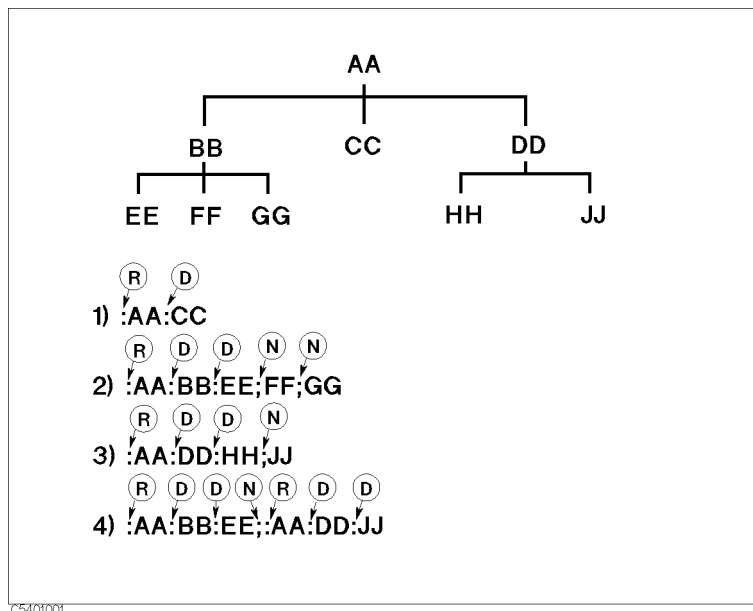 AA
BB CC DD
EE FF GG HH JJ
R D
1) :AA:CC
R D D N N
2) :AA:BB:EE;FF;GG
R D D N
3) :AA:DD:HH;JJ
R D D N R D D
4) :AA:BB:EE;:AA:DD:JJ
C5401001